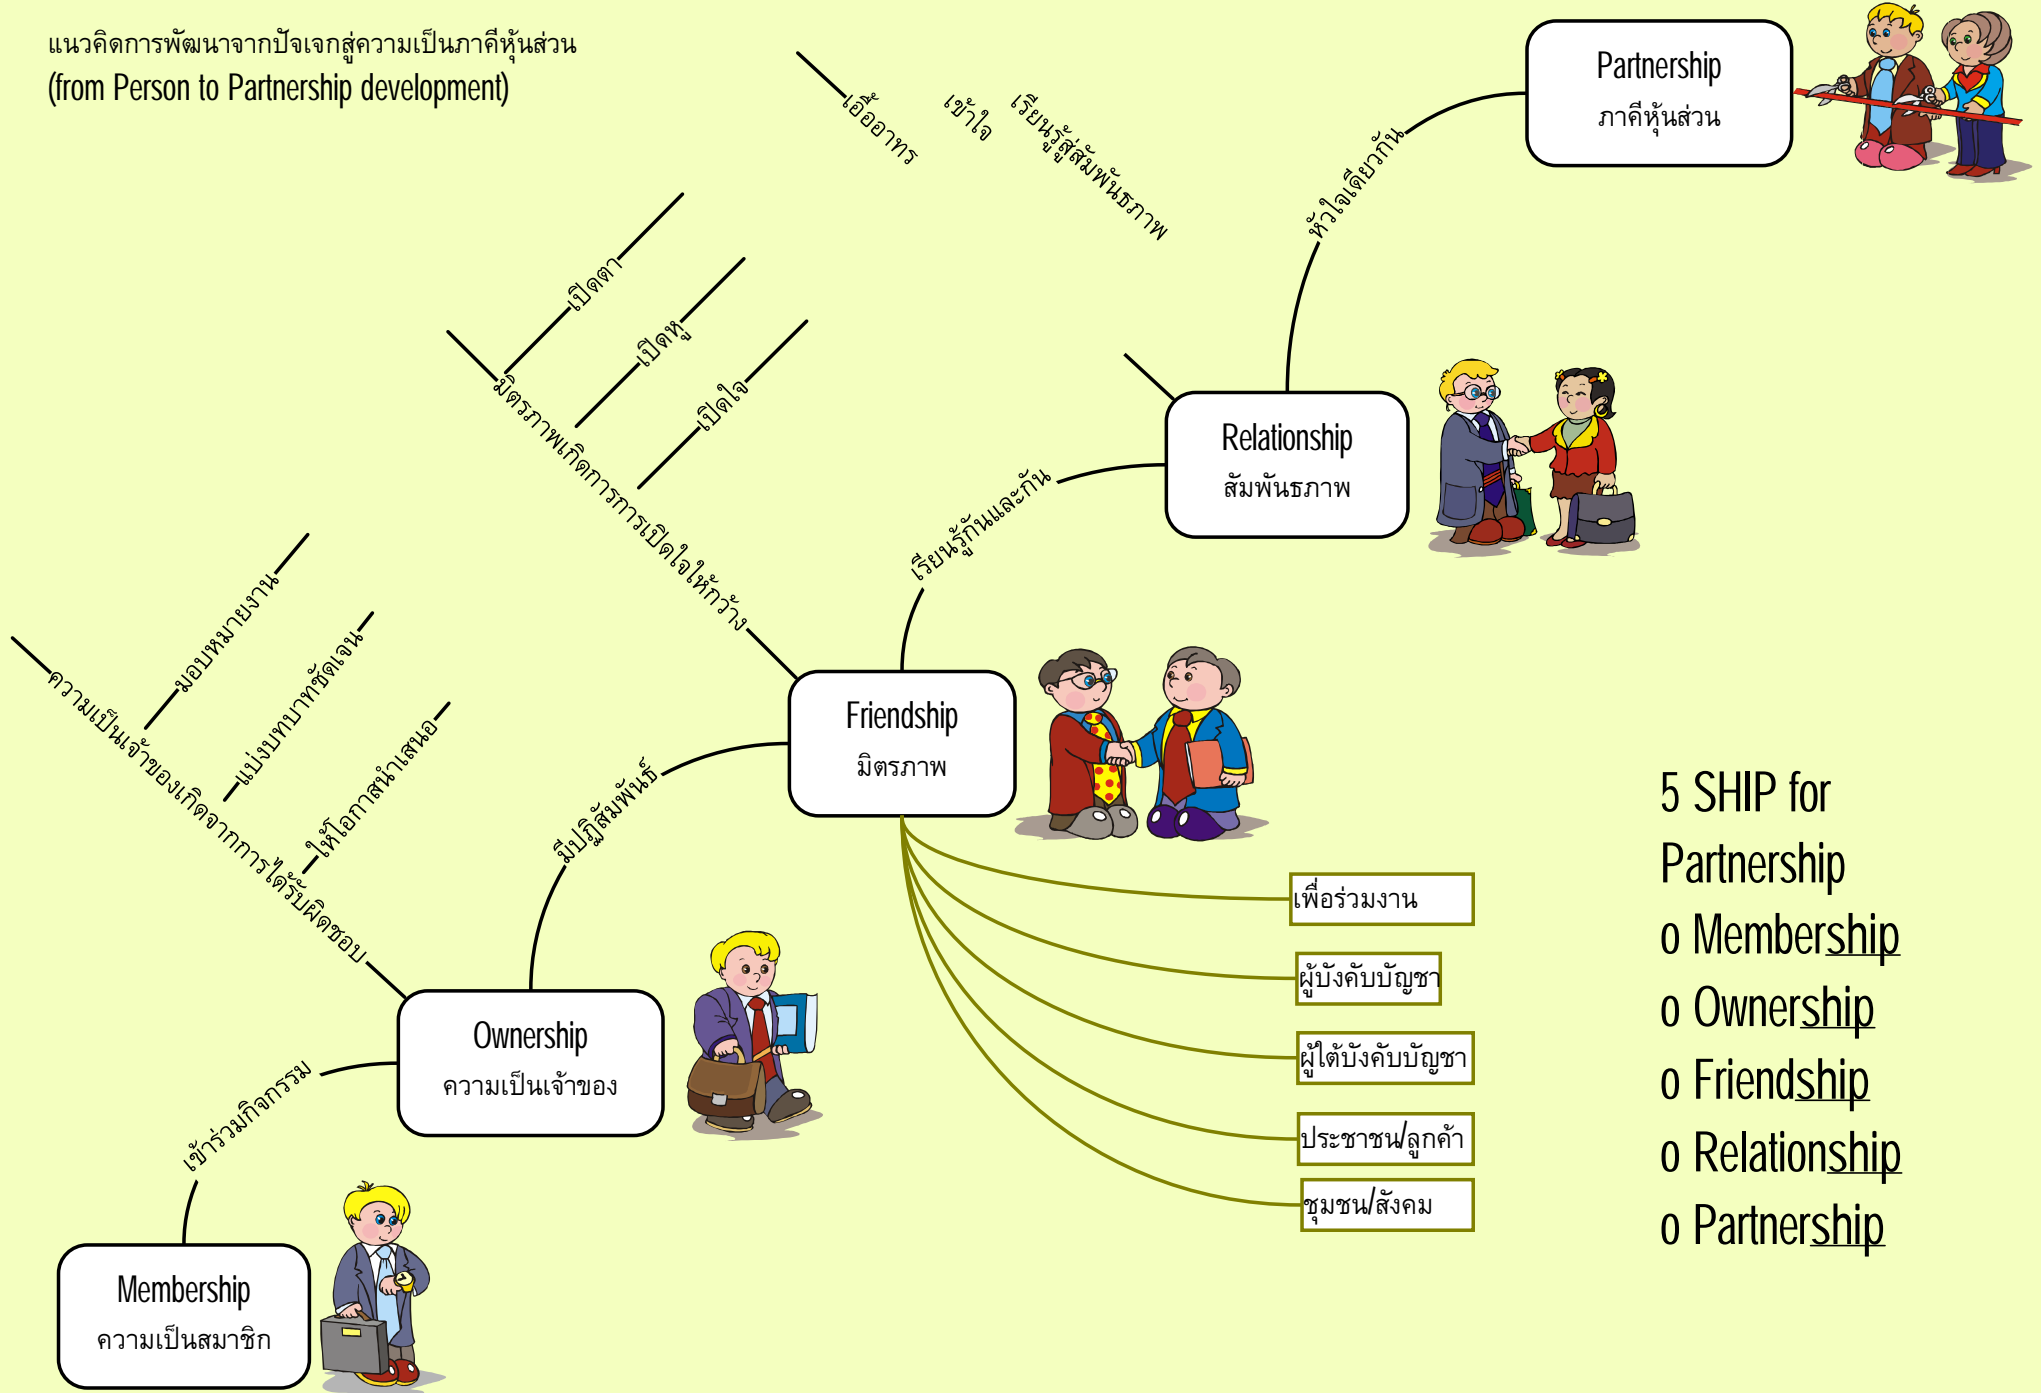 แนวคิดการพัฒนาจากปัจเจกสู่ความเป็นภาคีหุ้นส่วน
(from Person to Partnership development)
Partnership
ภาคีหุ้นส่วน
หัวใจเดียวกัน
เอื้ออาทร
เข้าใจ
เรียนรู้สู่สัมพันธภาพ
Relationship
สัมพันธภาพ
เรียนรู้กันและกัน
เปิดตา
เปิดหู
เปิดใจ
มิตรภาพเกิดการการเปิดใจให้กว้าง
Friendship
มิตรภาพ
มีปฏิสัมพันธ์
เพื่อร่วมงาน
ผู้บังคับบัญชา
ผู้ใต้บังคับบัญชา
ประชาชน/ลูกค้า
ชุมชน/สังคม
มอบหมายงาน
แบ่งบทบาทชัดเจน
ให้โอกาสนำเสนอ
ความเป็นเจ้าของเกิดจากการได้รับผิดชอบ
Ownership
ความเป็นเจ้าของ
เข้าร่วมกิจกรรม
Membership
ความเป็นสมาชิก
5 SHIP for
Partnership
o Membership
o Ownership
o Friendship
o Relationship
o Partnership